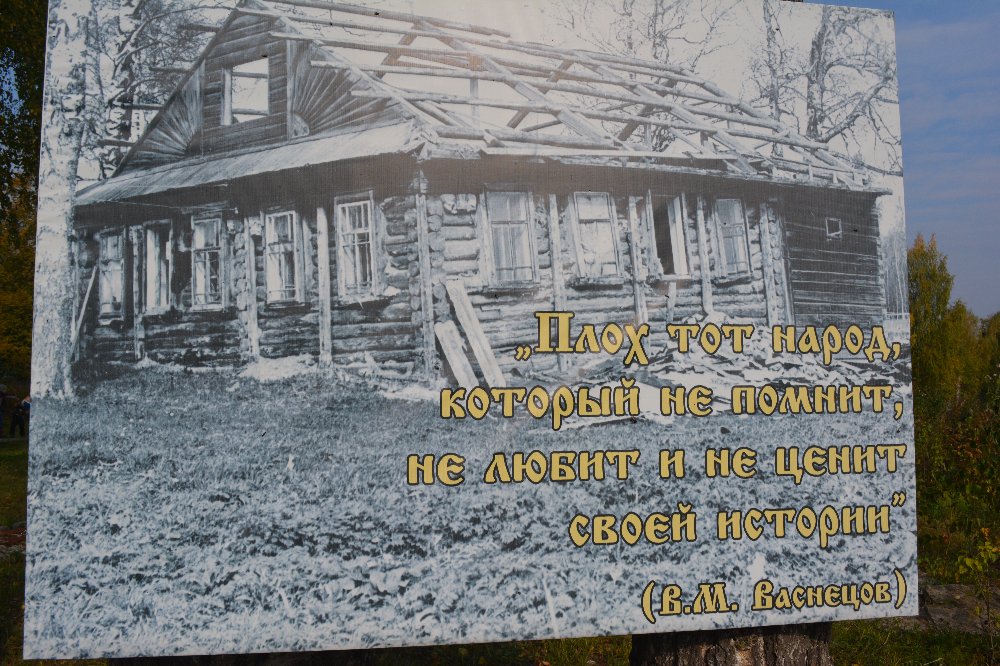 „Плох тот народ,
который не помнит,
не любит и не ценит
своей истории”
(В.М. Васнецов)